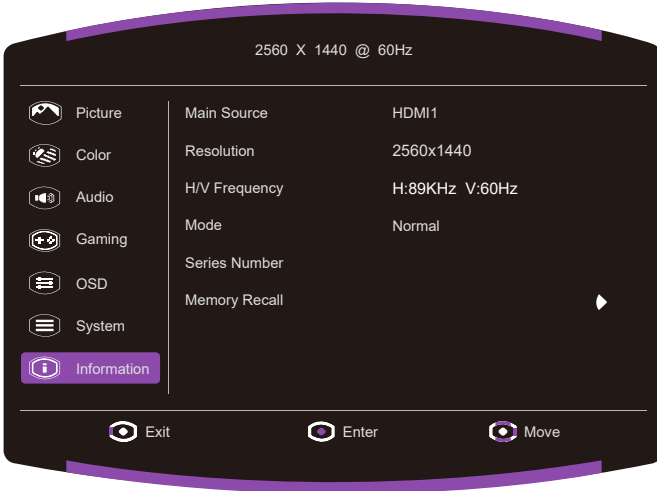 2560 X 1440 @ 60Hz
Picture
Color
Audio
Gaming
OSD
System
Information
Main Source HDMI1
Resolution 2560x1440
H/V Frequency H:89KHz V:60Hz
Mode Normal
Series Number
Memory Recall
Exit Enter Move